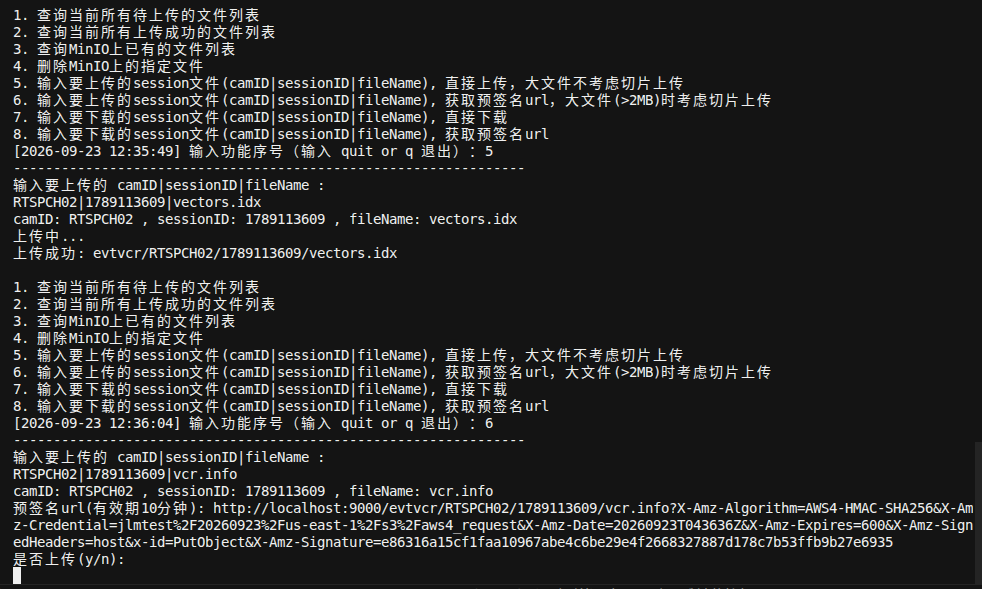 1. 查询当前所有待上传的文件列表
2. 查询当前所有上传成功的文件列表
3. 查询MinIO上已有的文件列表
4. 删除MinIO上的指定文件
5. 输入要上传的session文件(camID|sessionID|fileName), 直接上传，大文件不考虑切片上传
6. 输入要上传的session文件(camID|sessionID|fileName), 获取预签名url，大文件(>2MB)时考虑切片上传
7. 输入要下载的session文件(camID|sessionID|fileName), 直接下载
8. 输入要下载的session文件(camID|sessionID|fileName), 获取预签名url
[2026-09-23 12:35:49] 输入功能序号（输入 quit or q 退出）：5
----------------------------------------------------------------
输入要上传的 camID|sessionID|fileName :
RTSPCH02|1789113609|vectors.idx
camID: RTSPCH02 , sessionID: 1789113609 , fileName: vectors.idx
上传中...
上传成功: evtvcr/RTSPCH02/1789113609/vectors.idx
1. 查询当前所有待上传的文件列表
2. 查询当前所有上传成功的文件列表
3. 查询MinIO上已有的文件列表
4. 删除MinIO上的指定文件
5. 输入要上传的session文件(camID|sessionID|fileName), 直接上传，大文件不考虑切片上传
6. 输入要上传的session文件(camID|sessionID|fileName), 获取预签名url，大文件(>2MB)时考虑切片上传
7. 输入要下载的session文件(camID|sessionID|fileName), 直接下载
8. 输入要下载的session文件(camID|sessionID|fileName), 获取预签名url
[2026-09-23 12:36:04] 输入功能序号（输入 quit or q 退出）：6
----------------------------------------------------------------
输入要上传的 camID|sessionID|fileName :
RTSPCH02|1789113609|vcr.info
camID: RTSPCH02 , sessionID: 1789113609 , fileName: vcr.info
预签名url(有效期10分钟): http://localhost:9000/evtvcr/RTSPCH02/1789113609/vcr.info?X-Amz-Algorithm=AWS4-HMAC-SHA256&X-Am
z-Credential=jlmtest%2F20260923%2Fus-east-1%2Fs3%2Faws4_request&X-Amz-Date=20260923T043636Z&X-Amz-Expires=600&X-Amz-Sign
edHeaders=host&x-id=PutObject&X-Amz-Signature=e86316a15cf1faa10967abe4c6be29e4f2668327887d178c7b53ffb9b27e6935
是否上传(y/n):